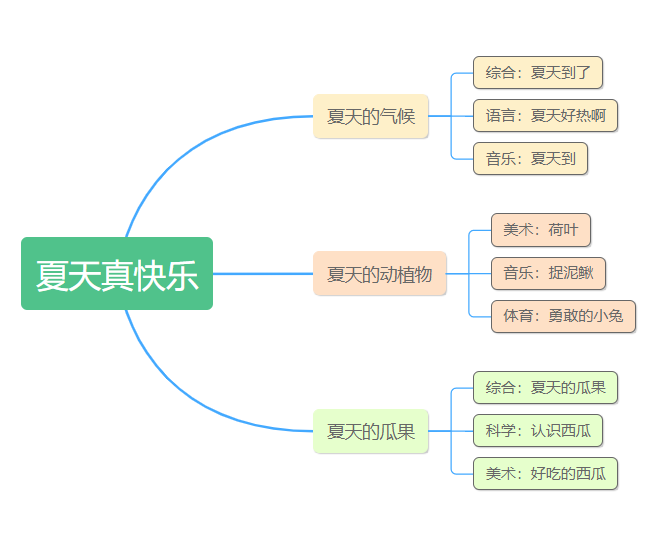 夏天真快乐
夏天的气候
综合：夏天到了
语言：夏天好热啊
音乐：夏天到
夏天的动植物
美术：荷叶
音乐：捉泥鳅
体育：勇敢的小兔
夏天的瓜果
综合：夏天的瓜果
科学：认识西瓜
美术：好吃的西瓜